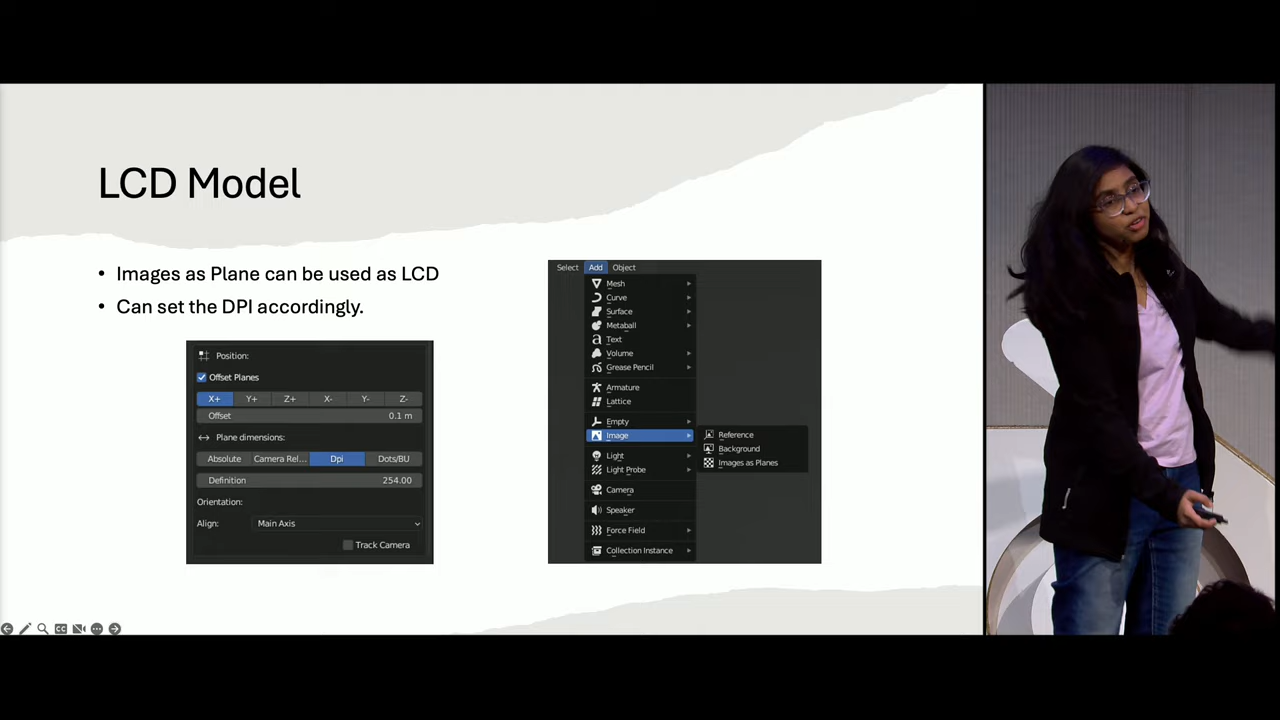 LCD Model
• Images as Plane can be used as LCD
• Can set the DPI accordingly.
Position:
Offset Planes
X+ Y+ Z+ X- Y- Z-
Offset 0.1 m
Plane dimensions:
Absolute Camera Rel... Dpi Dots/BU
Definition 254.00
Orientation:
Align: Main Axis
Track Camera
Select Add Object
Mesh
Curve
Surface
Metaball
Text
Volume
Grease Pencil
Armature
Lattice
Empty
Image
Light
Light Probe
Camera
Speaker
Force Field
Collection Instance
Reference
Background
Images as Planes
CC